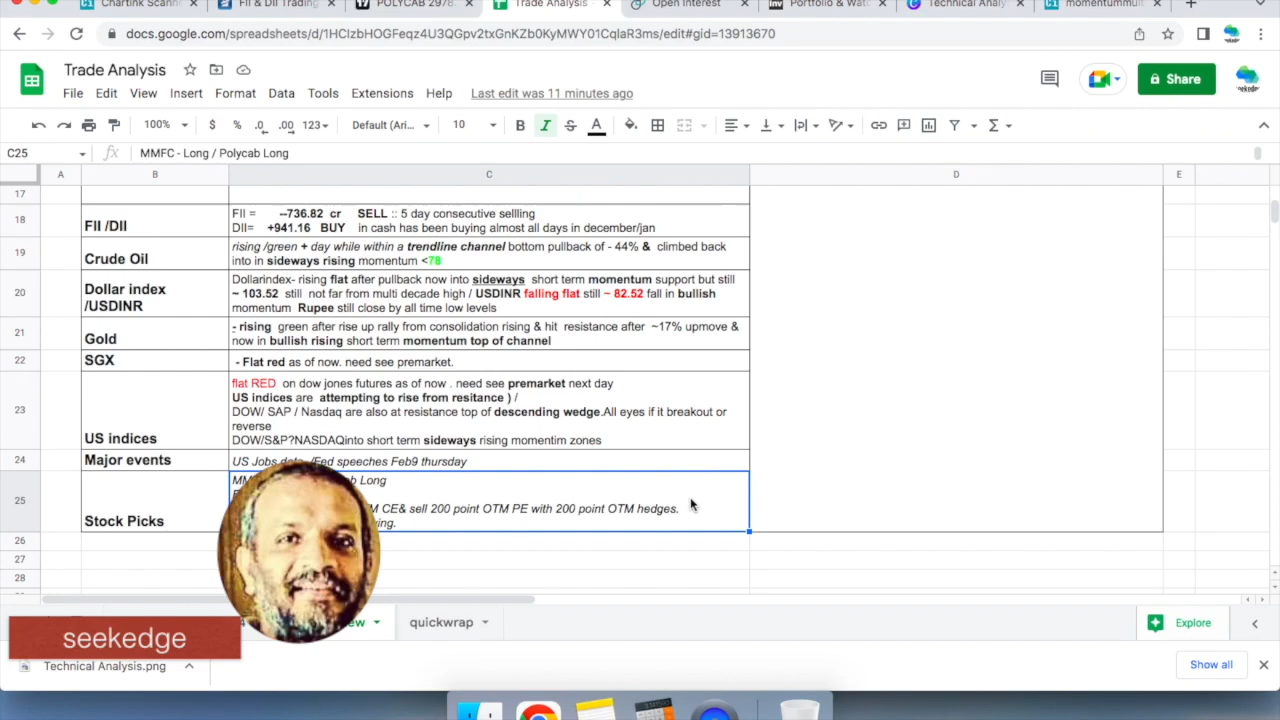 Chartink Scann
FII & DII Trading
POLYCAB 2978.
Trade Analysis -
Open Interest
Portfolio & Watc
Technical Analy
momentummult
docs.google.com/spreadsheets/d/1HClzbHOGFeqz4U3QGpv2txGnKZb0KyMWY01CqlaR3ms/edit#gid=13913670
Trade Analysis
File Edit View Insert Format Data Tools Extensions Help Last edit was 11 minutes ago
Share
seekedge
100% $ % .0 .00 123 Default (Ari... 10 B I S A
C25 fx MMFC - Long / Polycab Long
A B C D E
17
18 FII /DII
FII = --736.82 cr SELL :: 5 day consecutive sellling
DII= +941.16 BUY in cash has been buying almost all days in december/jan
19 Crude Oil
rising /green + day while within a trendline channel bottom pullback of - 44% & climbed back
into in sideways rising momentum <78
20 Dollar index
/USDINR
Dollarindex- rising flat after pullback now into sideways short term momentum support but still
~ 103.52 still not far from multi decade high / USDINR falling flat still ~ 82.52 fall in bullish
momentum Rupee still close by all time low levels
21 Gold
- rising green after rise up rally from consolidation rising & hit resistance after ~17% upmove &
now in bullish rising short term momentum top of channel
22 SGX
- Flat red as of now. need see premarket.
23 US indices
flat RED on dow jones futures as of now . need see premarket next day
US indices are attempting to rise from resitance ) /
DOW/ SAP / Nasdaq are also at resistance top of descending wedge.All eyes if it breakout or
reverse
DOW/S&P?NASDAQinto short term sideways rising momentim zones
24 Major events
US Jobs data /Fed speeches Feb9 thursday
25 Stock Picks
Long
CE& sell 200 point OTM PE with 200 point OTM hedges.
26
27
28
quickwrap
Explore
seekedge
Technical Analysis.png
Show all